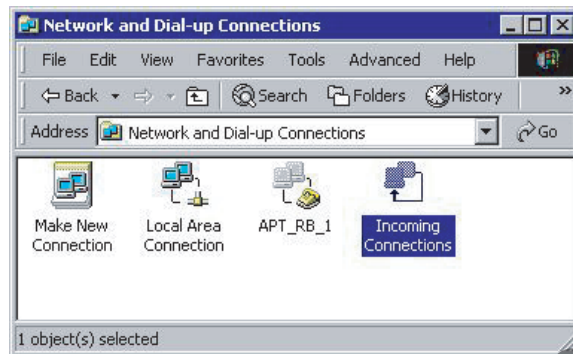 Network and Dial-up Connections
File Edit View Favorites Tools Advanced Help
Back Search Folders History »
Address Network and Dial-up Connections Go
Make New Connection
Local Area Connection
APT_RB_1
Incoming Connections
1 object(s) selected